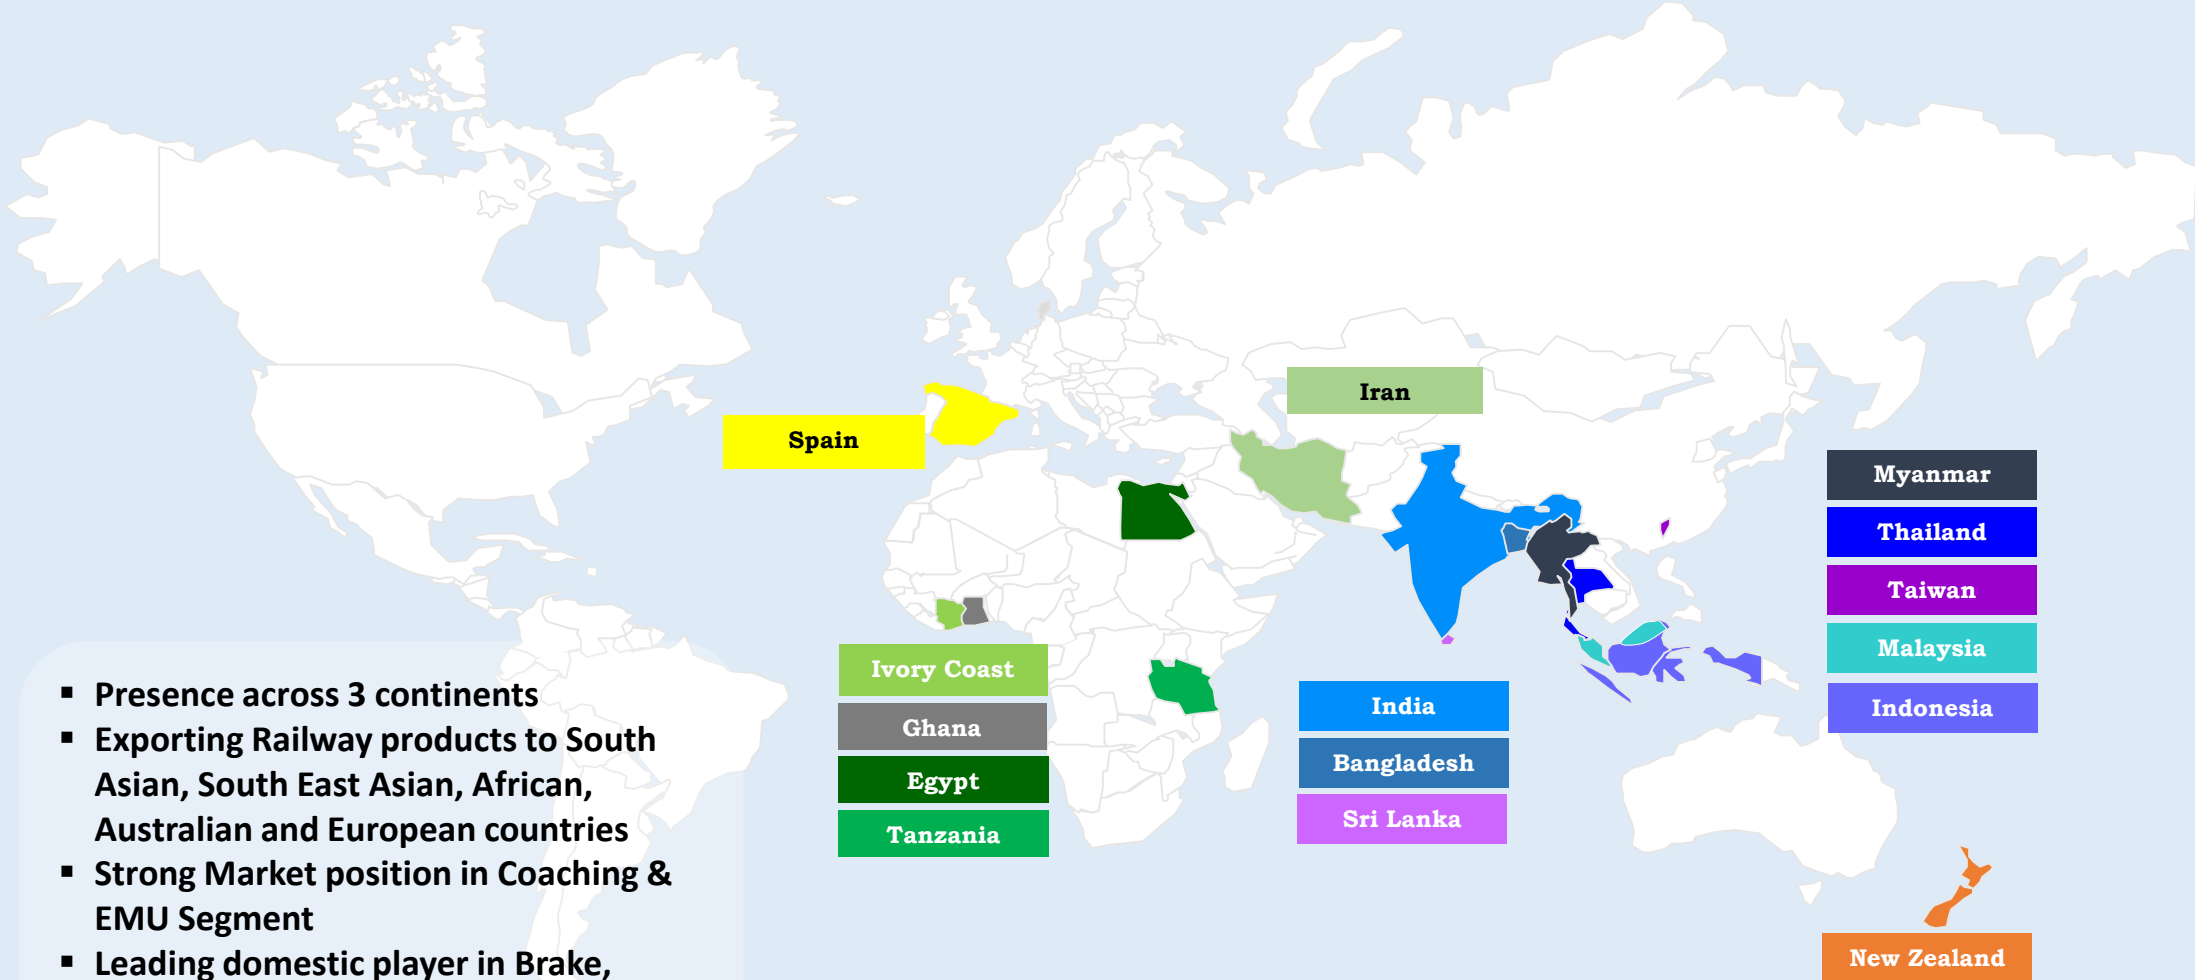 Iran
Spain
Myanmar
Thailand
Taiwan
Malaysia
Indonesia
Ivory Coast
Ghana
Egypt
Tanzania
India
Bangladesh
Sri Lanka
New Zealand
▪ Presence across 3 continents
▪ Exporting Railway products to South
Asian, South East Asian, African,
Australian and European countries
▪ Strong Market position in Coaching &
EMU Segment
▪ Leading domestic player in Brake,